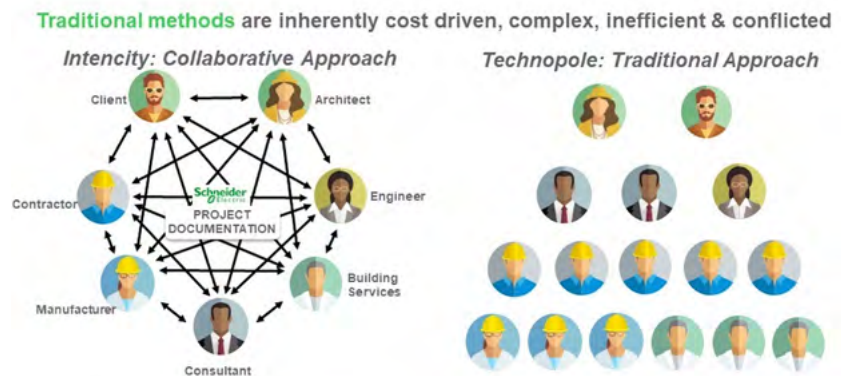 Traditional methods are inherently cost driven, complex, inefficient & conflicted
Intencity: Collaborative Approach
Technopole: Traditional Approach
Client
Architect
Contractor
Schneider
Electric
PROJECT
DOCUMENTATION
Engineer
Manufacturer
Building
Services
Consultant